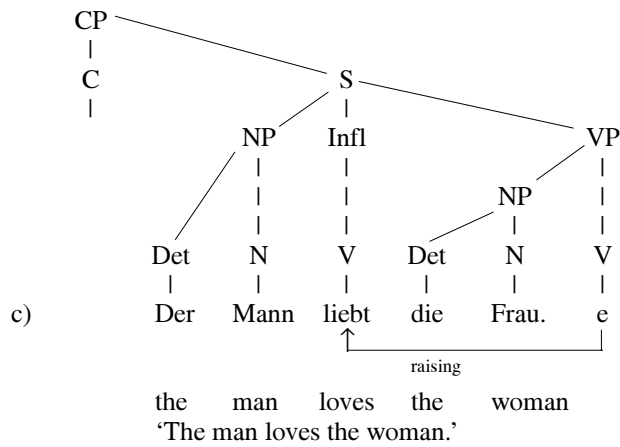 CP
C S
NP Infl VP
NP
Det N V Det N V
c) Der Mann liebt die Frau. e
raising
the man loves the woman
‘The man loves the woman.’